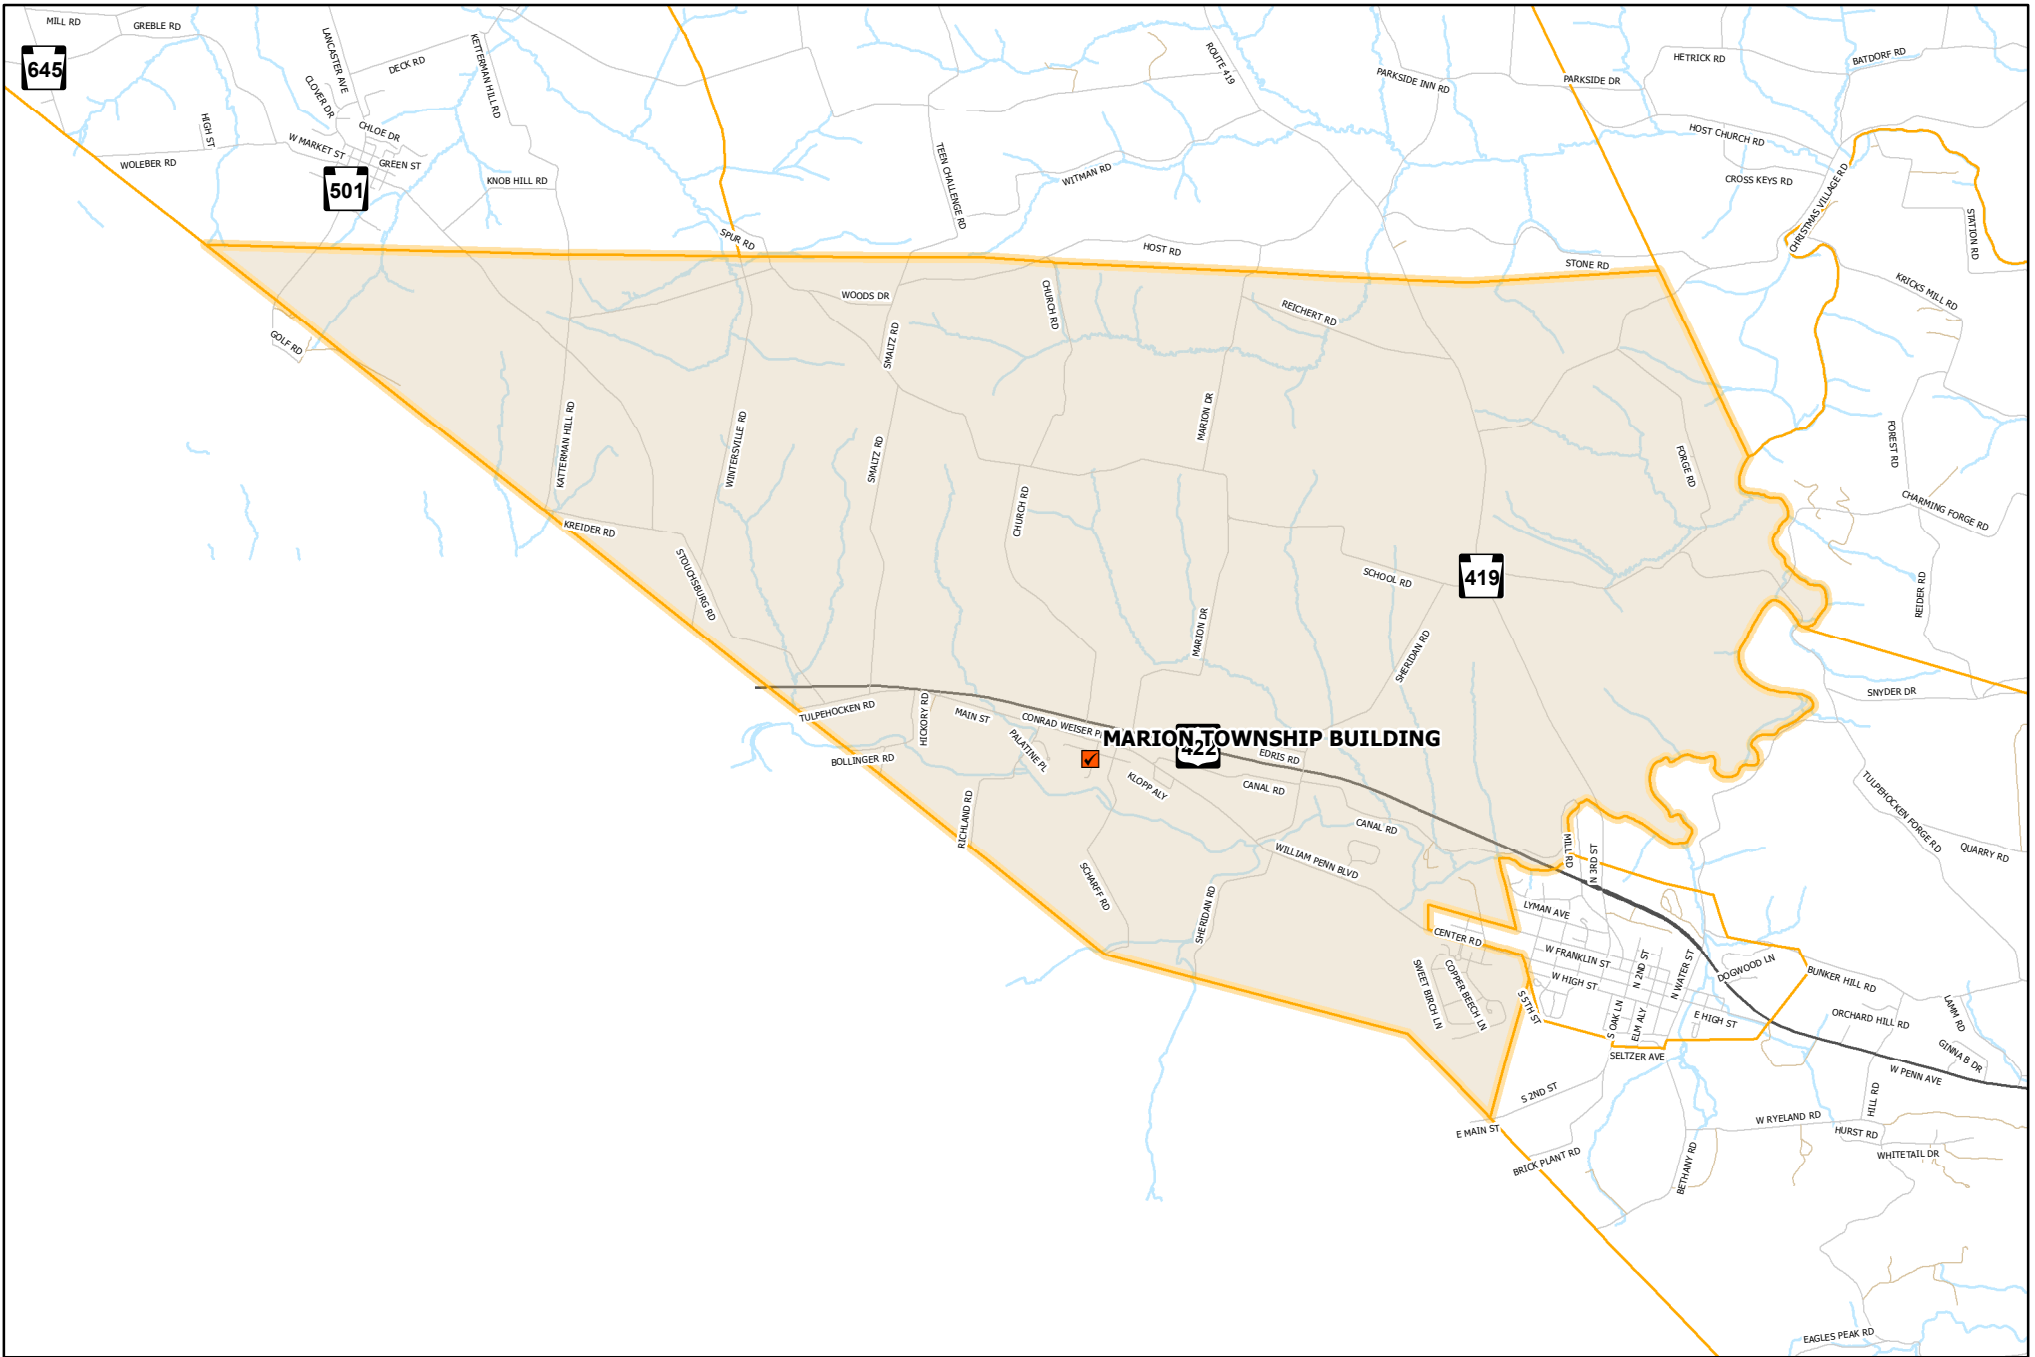 MILL RD
GREBLE RD
645
LANCASTER AVE
DECK RD
KETTERMAN HILL RD
CLOVER DR
HIGH ST
CHLOE DR
W MARKET ST
GREEN ST
WOLEBER RD
501
KNOB HILL RD
ROUTE 419
PARKSIDE INN RD
PARKSIDE DR
HETRICK RD
BATDORF RD
HOST CHURCH RD
CROSS KEYS RD
CHRISTMAS VILLAGE RD
STATION RD
KRICKS MILL RD
TEEN CHALLENGE RD
WITMAN RD
SPUR RD
HOST RD
STONE RD
WOODS DR
CHURCH RD
REICHERT RD
GOLF RD
SMALTZ RD
MARION DR
KATTERMAN HILL RD
WINTERSVILLE RD
SMALTZ RD
FORGE RD
FOREST RD
CHARMING FORGE RD
CHURCH RD
KREIDER RD
STOUCHSBURG RD
SCHOOL RD
419
REIDER RD
MARION DR
SHERIDAN RD
SNYDER DR
TULPEHOCKEN RD
HICKORY RD
MAIN ST
CONRAD WEISER P
MARION TOWNSHIP BUILDING
422
EDRIS RD
PALATINE PL
BOLLINGER RD
KLOPP ALY
CANAL RD
RICHLAND RD
CANAL RD
WILLIAM PENN BLVD
MILL RD
N 3RD ST
TULPEHOCKEN FORGE RD
QUARRY RD
SCHARFF RD
SHERIDAN RD
LYMAN AVE
CENTER RD
W FRANKLIN ST
W HIGH ST
N 2ND ST
N WATER ST
DOGWOOD LN
BUNKER HILL RD
SWEET BIRCH LN
COPPER BEECH LN
S 5TH ST
S OAK LN
ELM ALY
E HIGH ST
ORCHARD HILL RD
LAMM RD
GINNA B DR
SELTZER AVE
W PENN AVE
S 2ND ST
E MAIN ST
W RYELAND RD
HILL RD
HURST RD
BRICK PLANT RD
BETHANY RD
WHITETAIL DR
EAGLES PEAK RD